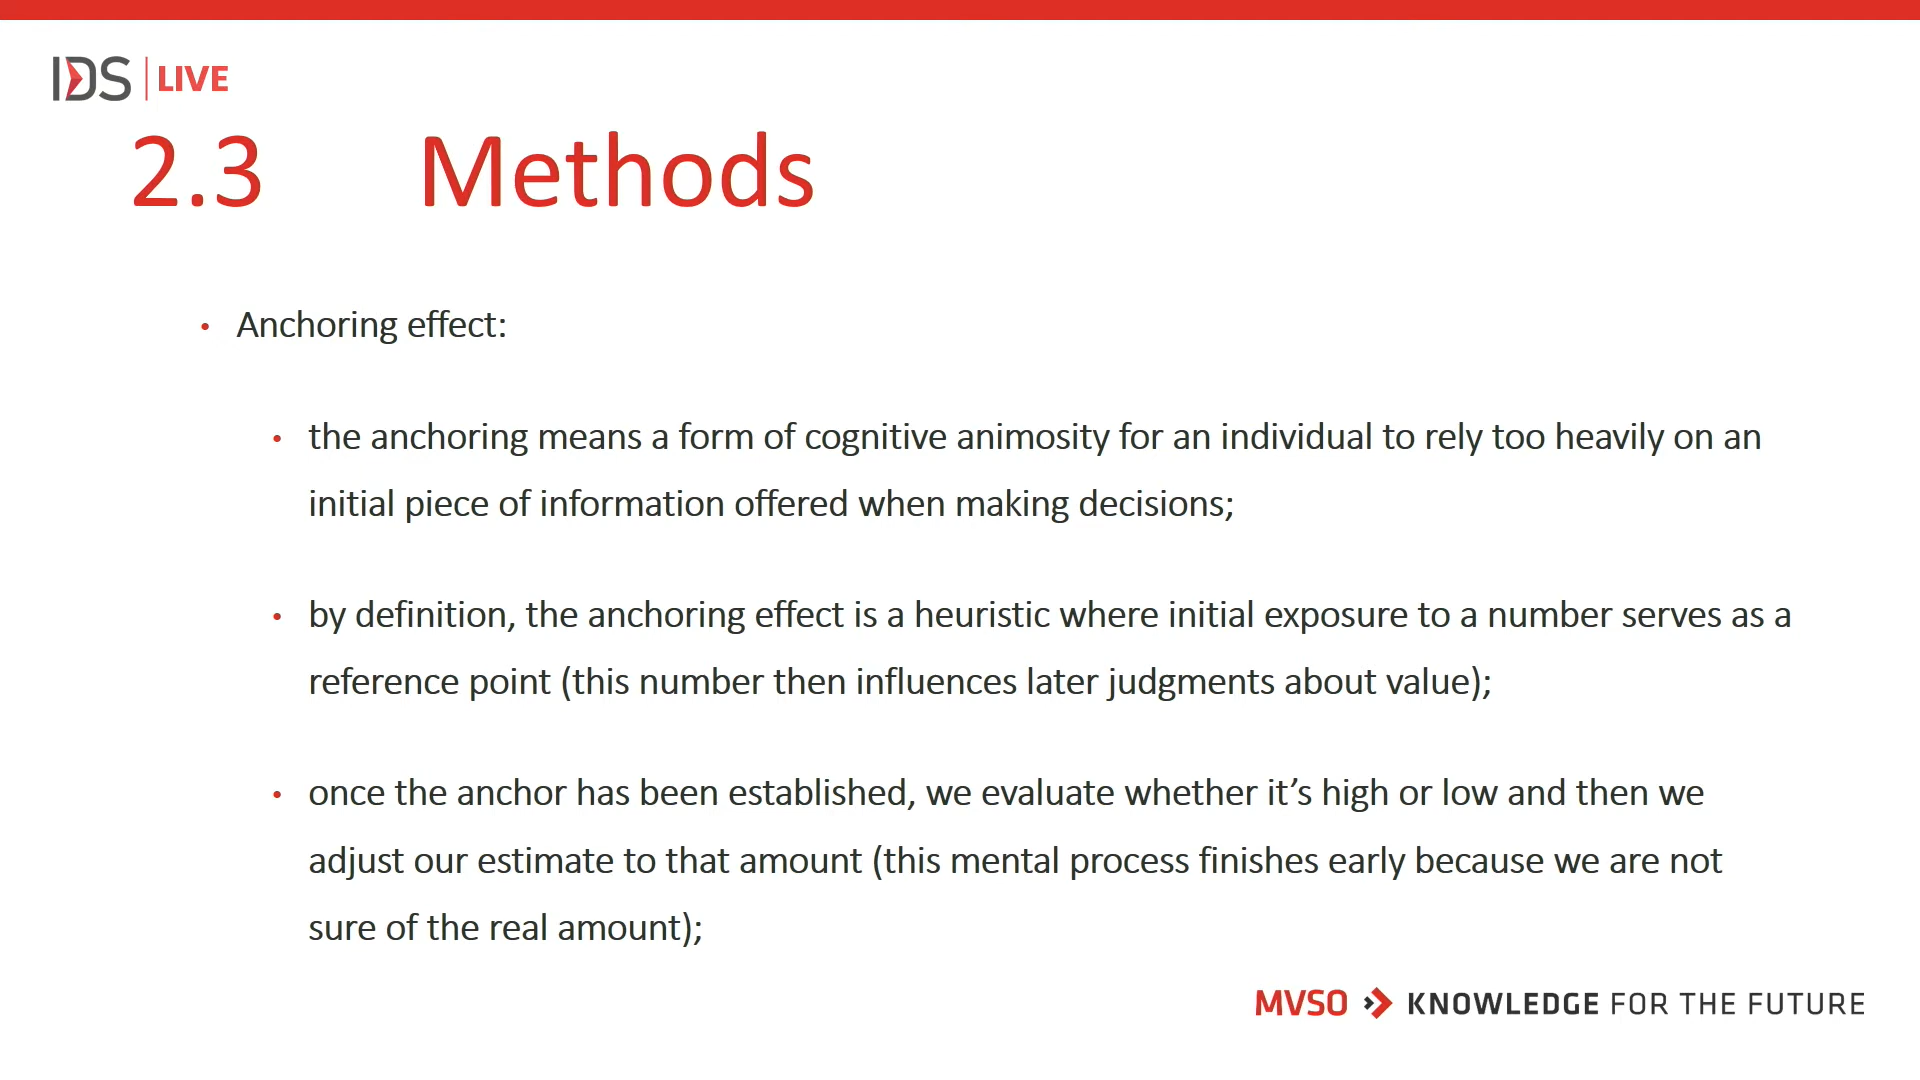 IDS LIVE
2.3 Methods
• Anchoring effect:
• the anchoring means a form of cognitive animosity for an individual to rely too heavily on an
initial piece of information offered when making decisions;
• by definition, the anchoring effect is a heuristic where initial exposure to a number serves as a
reference point (this number then influences later judgments about value);
• once the anchor has been established, we evaluate whether it’s high or low and then we
adjust our estimate to that amount (this mental process finishes early because we are not
sure of the real amount);
MVSO KNOWLEDGE FOR THE FUTURE